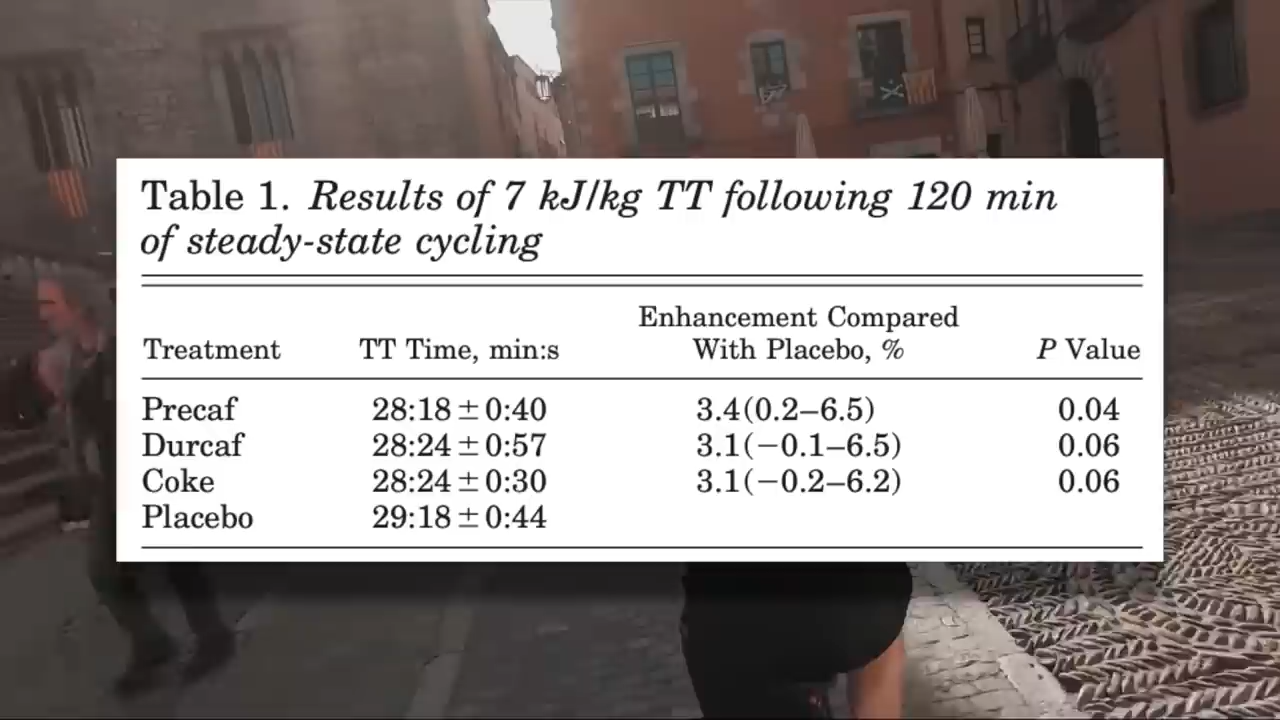 Table 1. Results of 7 kJ/kg TT following 120 min
of steady-state cycling
Enhancement Compared
Treatment TT Time, min:s With Placebo, % P Value
Precaf 28:18 ± 0:40 3.4(0.2–6.5) 0.04
Durcaf 28:24 ± 0:57 3.1(−0.1–6.5) 0.06
Coke 28:24 ± 0:30 3.1(−0.2–6.2) 0.06
Placebo 29:18 ± 0:44